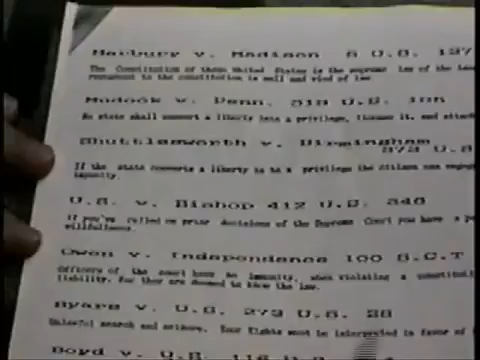 Marbury v. Madison 5 U.S. 137
The Constitution of these United States is the supreme law of the
repugnant to the constitution is null and void of law
Mudook v. Penn. 319 U.S. 105
No state shall convert a liberty into a privilege, license it, and
Shuttlesworth v. Birmingham
373 U.S
If the state converts a liberty into a privilege the citizen can
impunity.
U.S. v. Bishop 412 U.S. 346
If you've relied on prior decisions of the Supreme Court you have a
willfulness.
Owen v. Independence 100 S.C.T
Officers of the court have no immunity, when violating a
liability. For they are deemed to know the law.
Byars v. U.S. 273 U.S. 28
Unlawful search and seizure. Your Rights must be interpreted in favor of
Boyd v. U.S. 116 U.S.